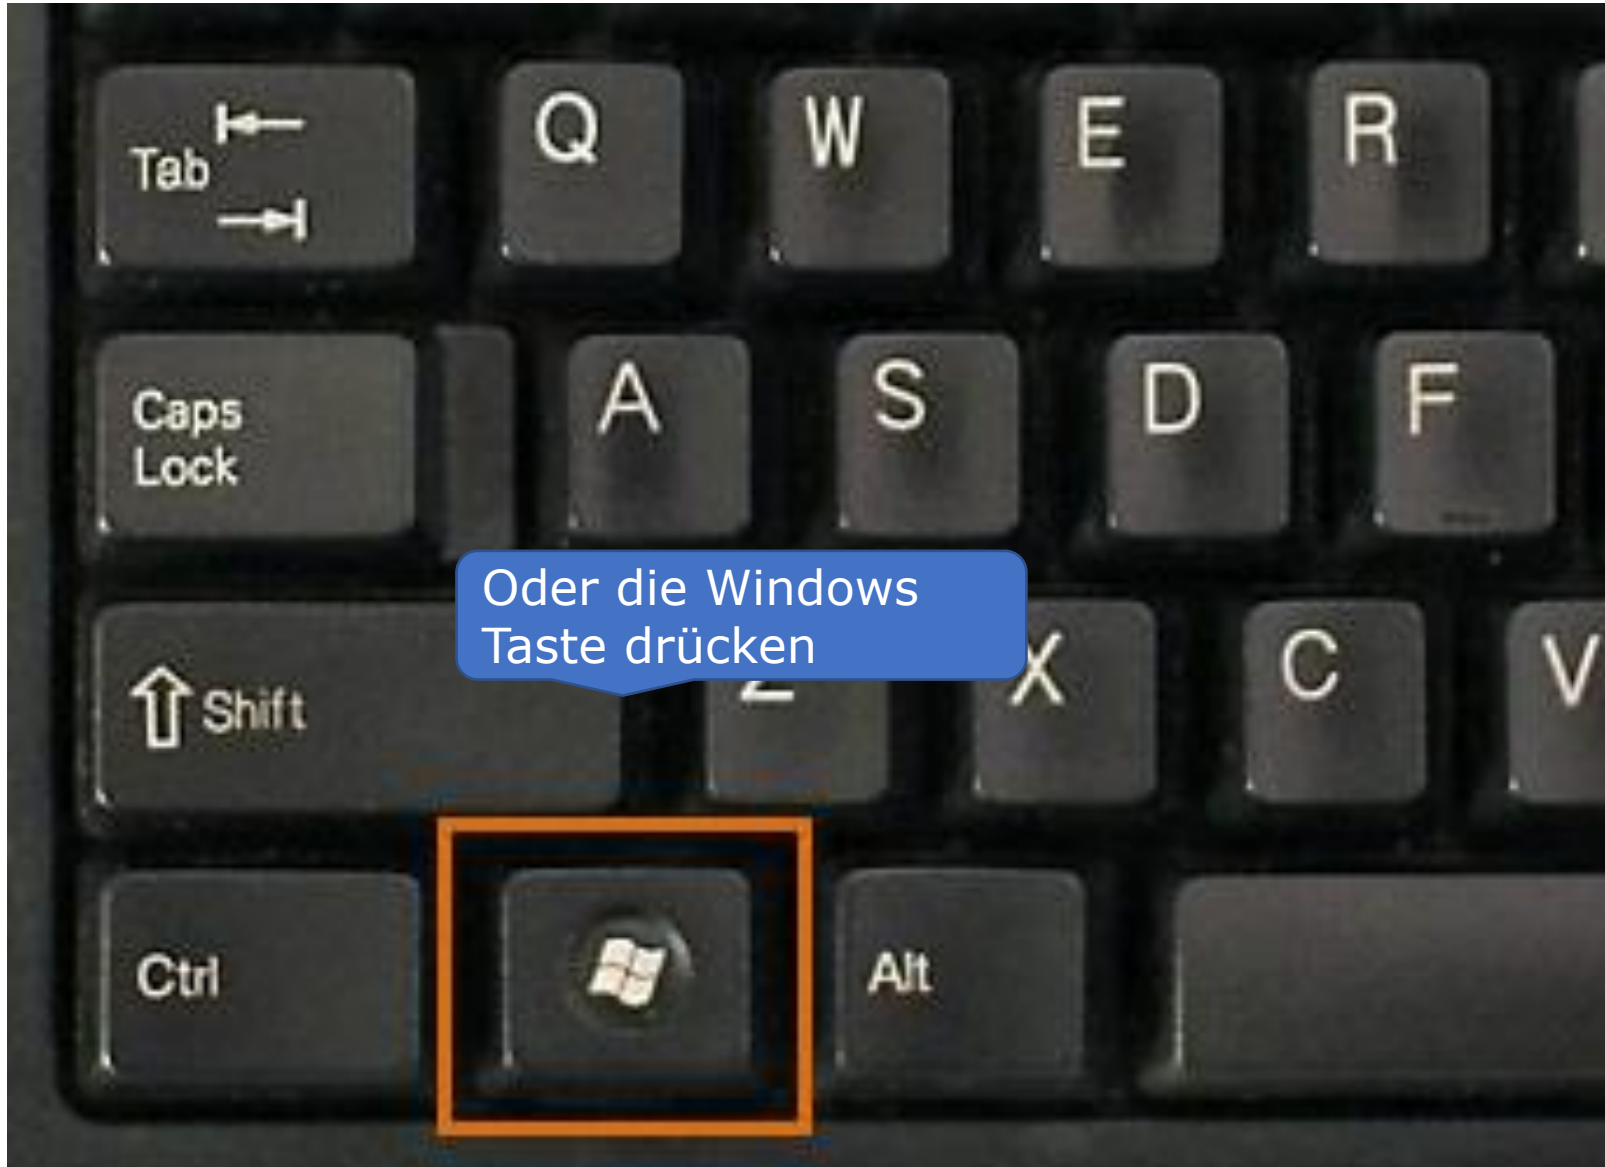 Tab
Q
W
E
R
Caps
Lock
A
S
D
F
Oder die Windows
Taste drücken
Shift
X
C
V
Ctrl
Alt